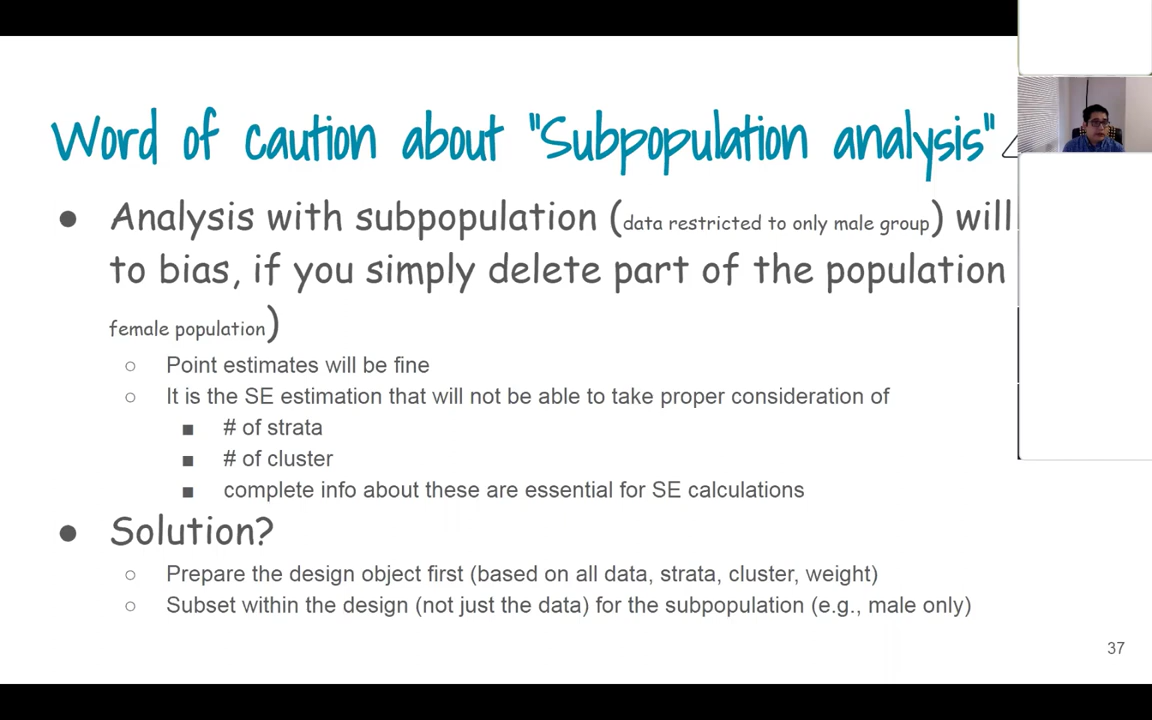 Word of caution about "Subpopulation analysis"
● Analysis with subpopulation (data restricted to only male group) will
to bias, if you simply delete part of the population
female population)
○ Point estimates will be fine
○ It is the SE estimation that will not be able to take proper consideration of
■ # of strata
■ # of cluster
■ complete info about these are essential for SE calculations
● Solution?
○ Prepare the design object first (based on all data, strata, cluster, weight)
○ Subset within the design (not just the data) for the subpopulation (e.g., male only)
37